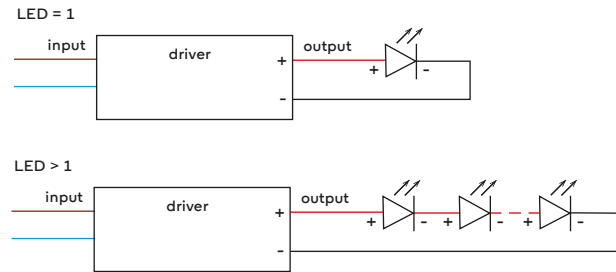 LED = 1
input
driver
output
+
-
+
-
LED > 1
input
driver
output
+
-
+
-
+
-
+
-